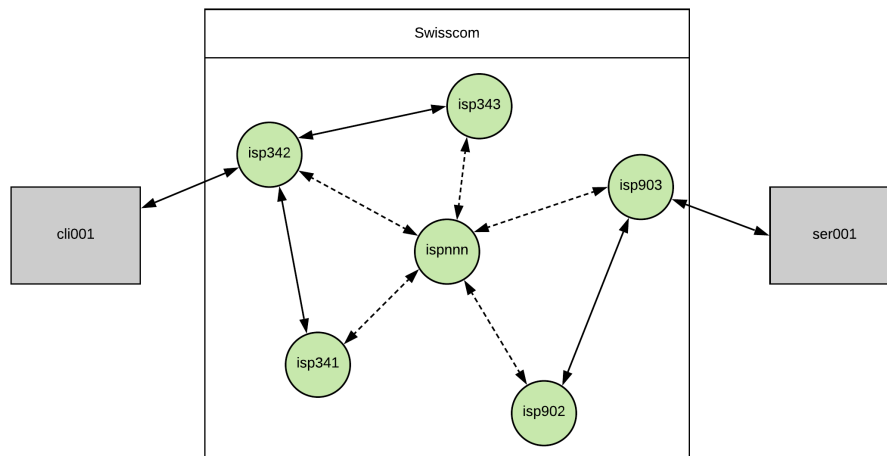 Swisscom
isp343
isp342
isp903
cli001
ser001
ispnnn
isp341
isp902